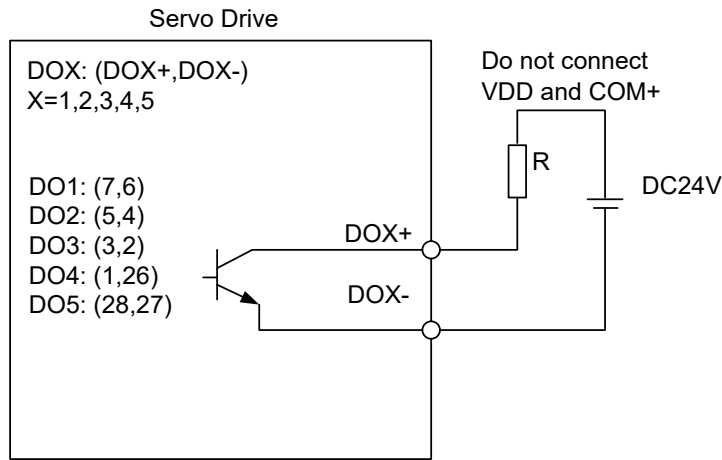 Servo Drive
DOX: (DOX+,DOX-)
X=1,2,3,4,5
Do not connect
VDD and COM+
R
DC24V
DO1: (7,6)
DO2: (5,4)
DO3: (3,2)
DO4: (1,26)
DO5: (28,27)
DOX+
DOX-